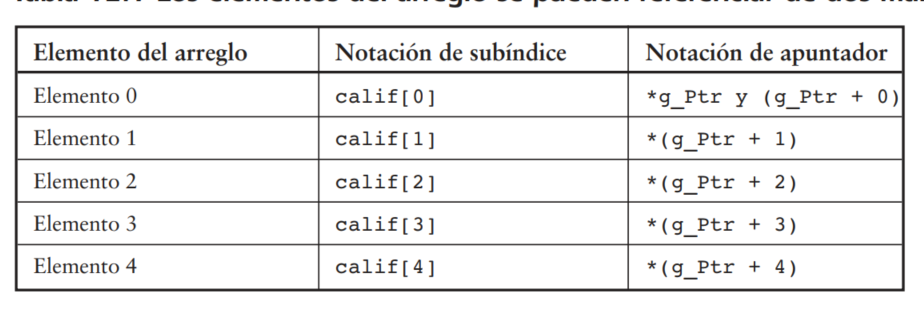 Elemento del arreglo Notación de subíndice Notación de apuntador
Elemento 0 calif[0] *g_Ptr y (g_Ptr + 0)
Elemento 1 calif[1] *(g_Ptr + 1)
Elemento 2 calif[2] *(g_Ptr + 2)
Elemento 3 calif[3] *(g_Ptr + 3)
Elemento 4 calif[4] *(g_Ptr + 4)